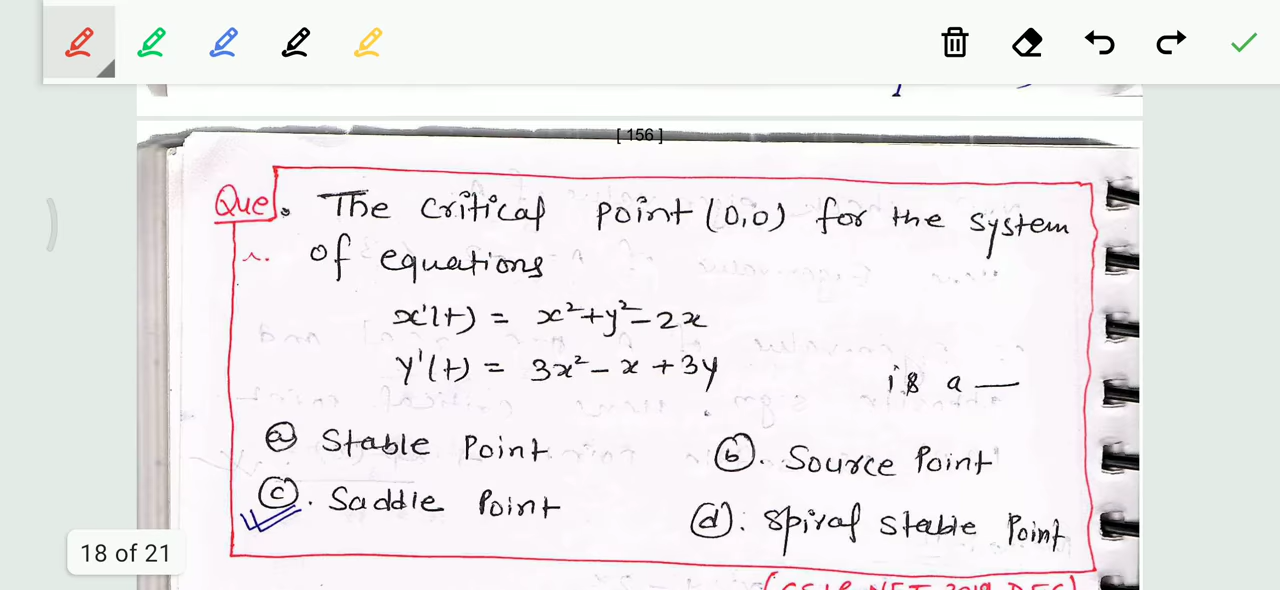 [ 156 ]
Que. The critical point (0,0) for the system
of equations
x'(t) = x²+y²-2x
y'(t) = 3x²- x +3y is a —
(a) Stable Point (b). Source Point
(c). Saddle Point (d). Spiral stable Point
18 of 21